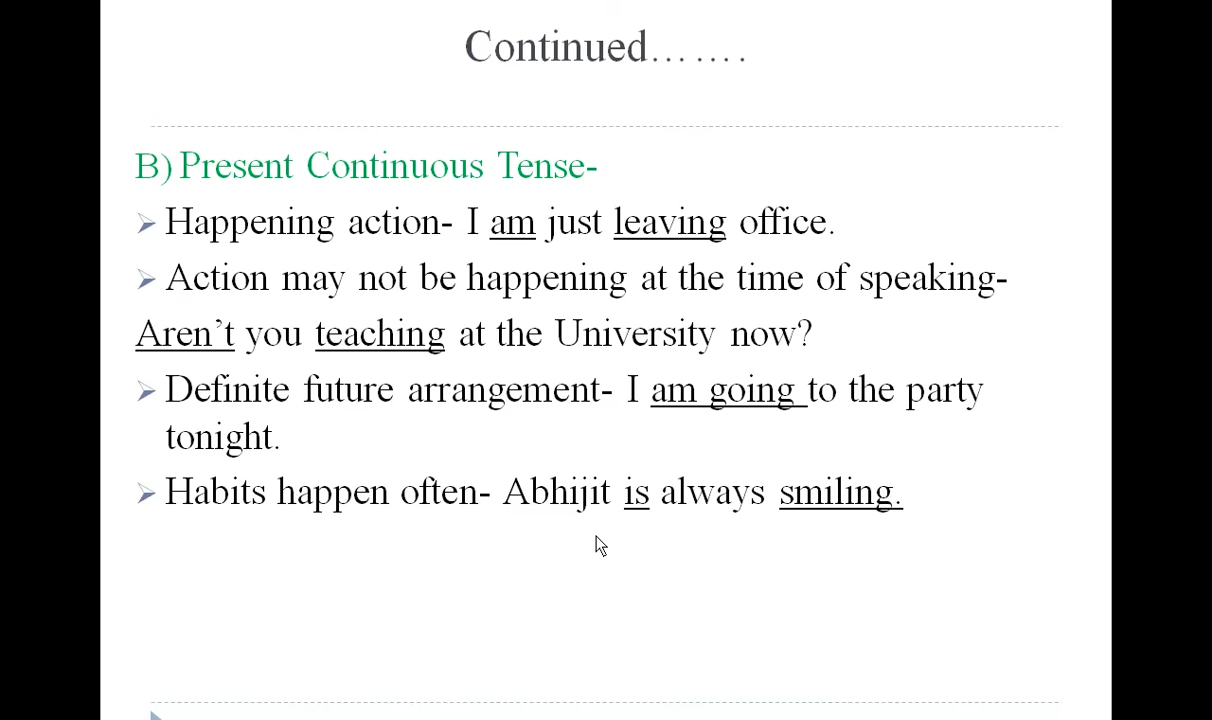 Continued…….
B) Present Continuous Tense-
➢ Happening action- I am just leaving office.
➢ Action may not be happening at the time of speaking-
Aren’t you teaching at the University now?
➢ Definite future arrangement- I am going to the party
tonight.
➢ Habits happen often- Abhijit is always smiling.